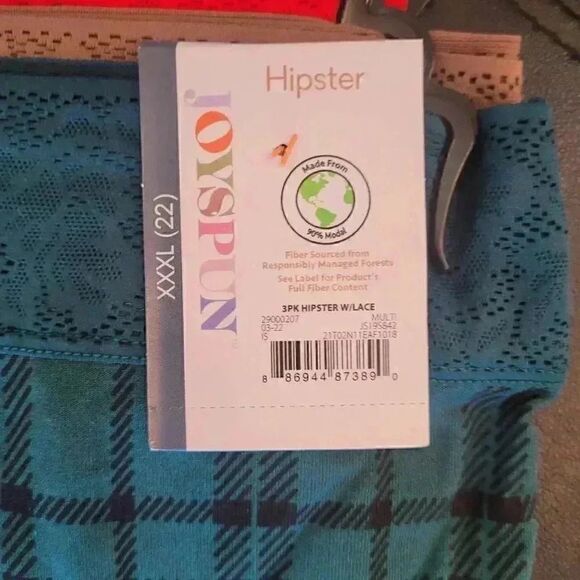 Hipster
JOYSPUN
XXXL (22)
Made From
90% Modal
Fiber Sourced from
Responsibly Managed Forests
See Label for Product's
Full Fiber Content
3PK HIPSTER W/LACE
29000207 MULTI
03-22 JS19S842
IS 21T02N11EAF1018
8 86944 87389 0